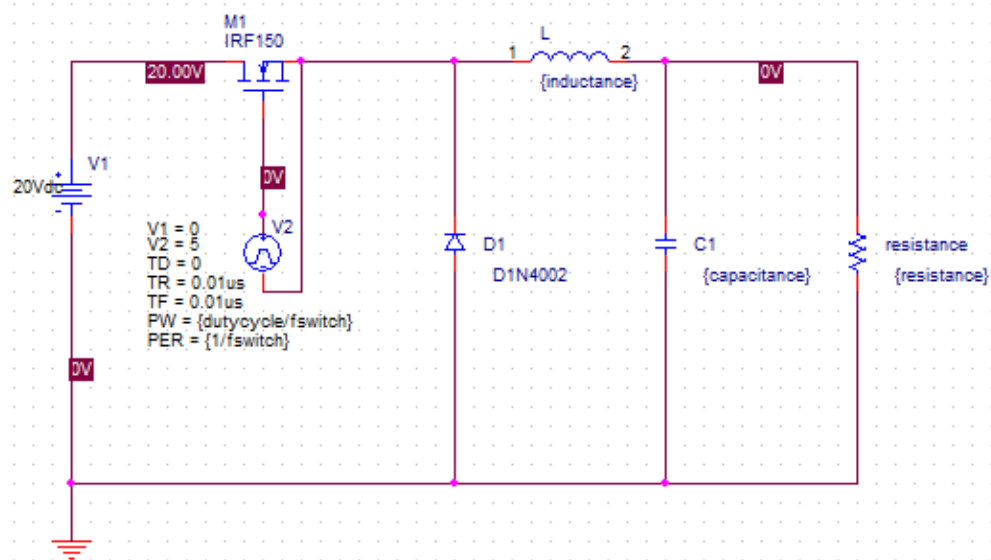 M1
IRF150
L
1
2
20.00V
{inductance}
0V
V1
20Vdc
0V
V1 = 0
V2 = 5
TD = 0
TR = 0.01us
TF = 0.01us
PW = {dutycycle/fswitch}
PER = {1/fswitch}
V2
D1
D1N4002
C1
{capacitance}
resistance
{resistance}
0V